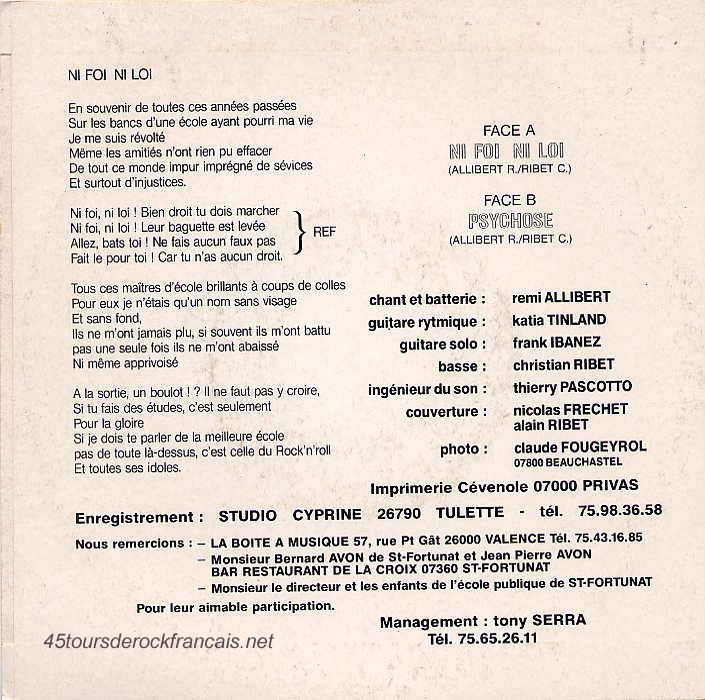 NI FOI NI LOI
En souvenir de toutes ces années passées
Sur les bancs d'une école ayant pourri ma vie
Je me suis révolté
Même les amitiés n'ont rien pu effacer
De tout ce monde impur imprégné de sévices
Et surtout d'injustices.
Ni foi, ni loi ! Bien droit tu dois marcher
Ni foi, ni loi ! Leur baguette est levée
Allez, bats toi ! Ne fais aucun faux pas
Fait le pour toi ! Car tu n'as aucun droit.
REF
Tous ces maîtres d'école brillants à coups de colles
Pour eux je n'étais qu'un nom sans visage
Et sans fond,
Ils ne m'ont jamais plu, si souvent ils m'ont battu
pas une seule fois ils ne m'ont abaissé
Ni même apprivoisé
A la sortie, un boulot ! ? Il ne faut pas y croire,
Si tu fais des études, c'est seulement
Pour la gloire
Si je dois te parler de la meilleure école
pas de toute là-dessus, c'est celle du Rock'n'roll
Et toutes ses idoles.
FACE A
NI FOI NI LOI
(ALLIBERT R./RIBET C.)
FACE B
PSYCHOSE
(ALLIBERT R./RIBET C.)
chant et batterie : remi ALLIBERT
guitare rytmique : katia TINLAND
guitare solo : frank IBANEZ
basse : christian RIBET
ingénieur du son : thierry PASCOTTO
couverture : nicolas FRECHET
alain RIBET
photo : claude FOUGEYROL
07800 BEAUCHASTEL
Imprimerie Cévenole 07000 PRIVAS
Enregistrement : STUDIO CYPRINE 26790 TULETTE - tél. 75.98.36.58
Nous remercions : – LA BOITE A MUSIQUE 57, rue Pt Gât 26000 VALENCE Tél. 75.43.16.85
– Monsieur Bernard AVON de St-Fortunat et Jean Pierre AVON
BAR RESTAURANT DE LA CROIX 07360 ST-FORTUNAT
– Monsieur le directeur et les enfants de l'école publique de ST-FORTUNAT
Pour leur aimable participation.
Management : tony SERRA
Tél. 75.65.26.11
45toursderockfrancais.net